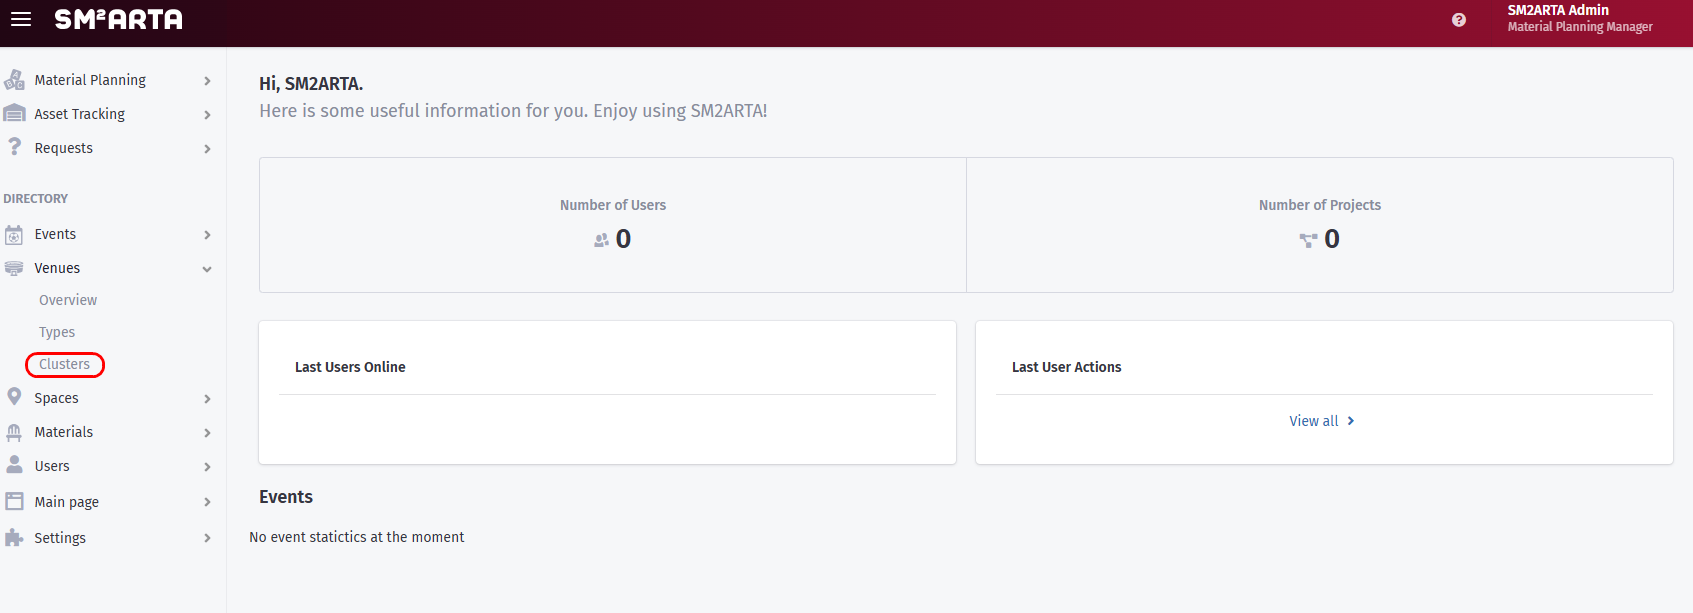 SM²ARTA
SM2ARTA Admin
Material Planning Manager
Material Planning
Asset Tracking
Requests
DIRECTORY
Events
Venues
Overview
Types
Clusters
Spaces
Materials
Users
Main page
Settings
Hi, SM2ARTA.
Here is some useful information for you. Enjoy using SM2ARTA!
Number of Users
0
Number of Projects
0
Last Users Online
Last User Actions
View all
Events
No event statictics at the moment